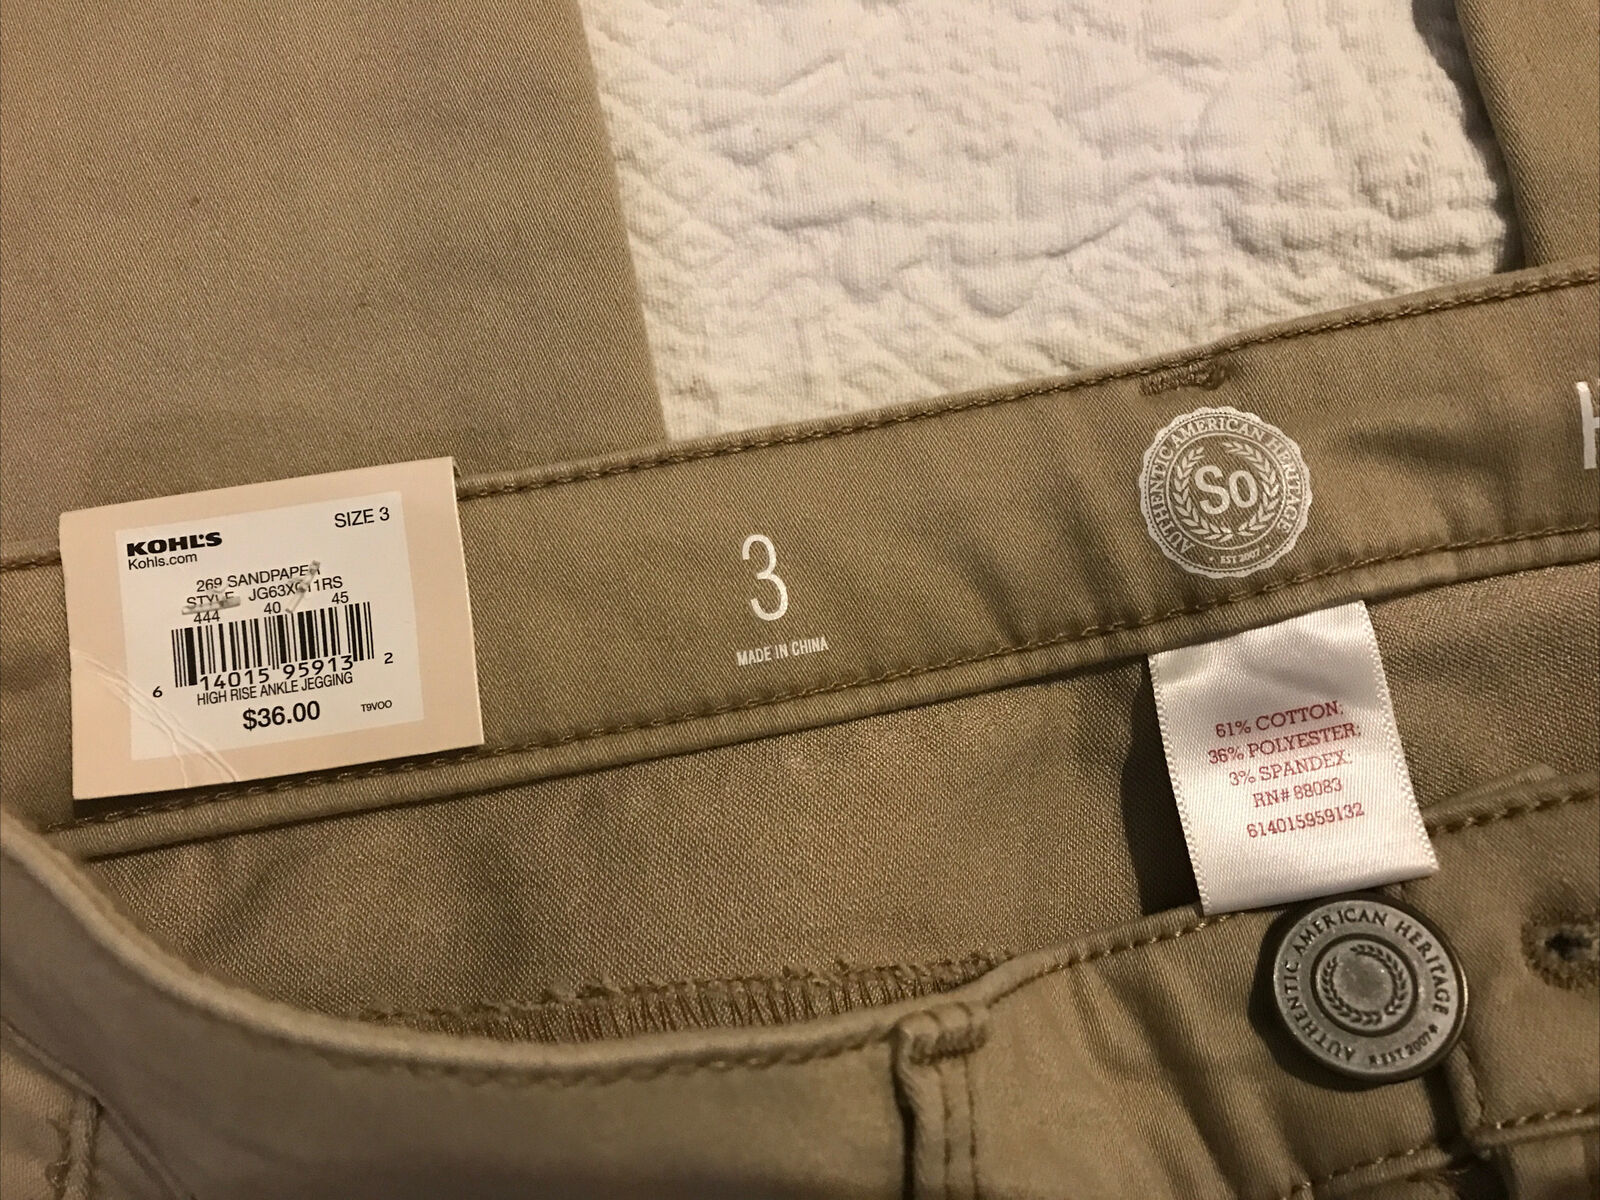 SIZE 3
KOHL'S
Kohls.com
269 SANDPAPER
STYLE
444 40 45
6 14015 95913 2
HIGH RISE ANKLE JEGGING
$36.00
T9VOO
3
MADE IN CHINA
AUTHENTIC AMERICAN HERITAGE
So
EST 2007
61% COTTON;
36% POLYESTER;
3% SPANDEX;
RN# 88083
614015959132
AUTHENTIC AMERICAN HERITAGE
EST 2007